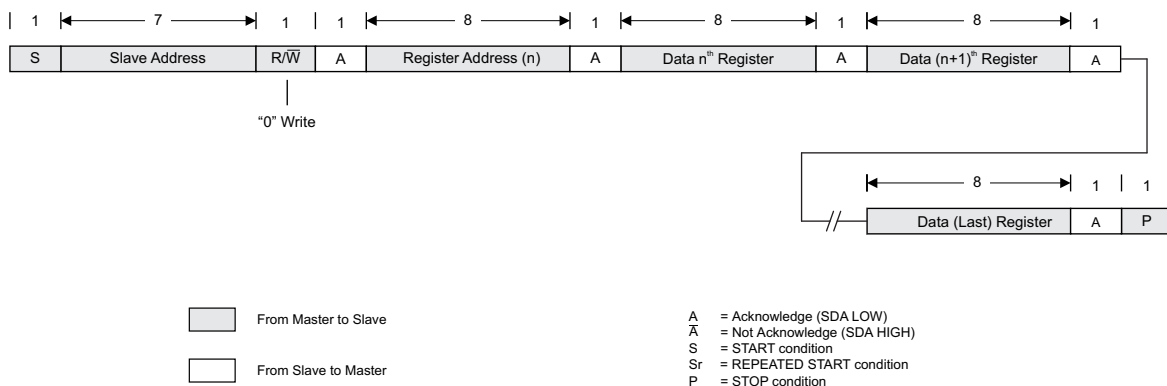 1 7 1 1 8 1 8 1 8 1
S Slave Address R/W̅ A Register Address (n) A Data nᵗʰ Register A Data (n+1)ᵗʰ Register A
“0” Write
8 1 1
Data (Last) Register A P
From Master to Slave
From Slave to Master
A = Acknowledge (SDA LOW)
A̅ = Not Acknowledge (SDA HIGH)
S = START condition
Sr = REPEATED START condition
P = STOP condition